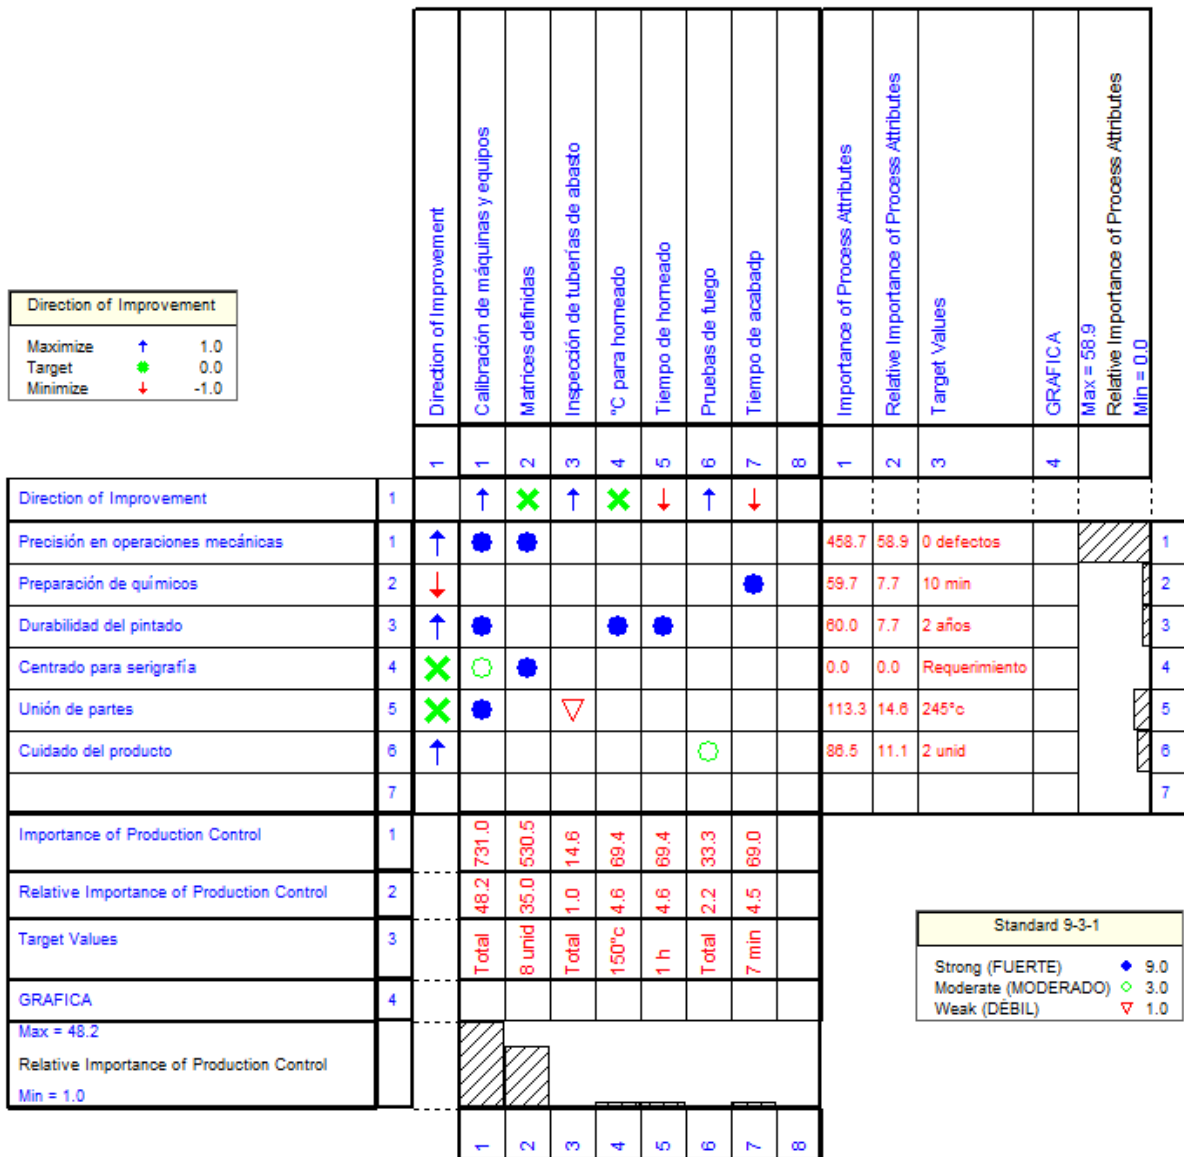 Direction of Improvement
Calibración de máquinas y equipos
Matrices definidas
Inspección de tuberías de abasto
°C para horneado
Tiempo de horneado
Pruebas de fuego
Tiempo de acabadp
Importance of Process Attributes
Relative Importance of Process Attributes
Target Values
GRAFICA
Max = 58.9
Relative Importance of Process Attributes
Min = 0.0
Direction of Improvement
Maximize 1.0
Target 0.0
Minimize -1.0
1 1 2 3 4 5 6 7 8 1 2 3 4
Direction of Improvement 1
Precisión en operaciones mecánicas 1 458.7 58.9 0 defectos 1
Preparación de químicos 2 59.7 7.7 10 min 2
Durabilidad del pintado 3 60.0 7.7 2 años 3
Centrado para serigrafía 4 0.0 0.0 Requerimiento 4
Unión de partes 5 113.3 14.6 245°c 5
Cuidado del producto 6 86.5 11.1 2 unid 6
7 7
Importance of Production Control 1 731.0 530.5 14.6 69.4 69.4 33.3 69.0
Relative Importance of Production Control 2 48.2 35.0 1.0 4.6 4.6 2.2 4.5
Target Values 3 Total 8 unid Total 150°c 1 h Total 7 min
GRAFICA 4
Max = 48.2
Relative Importance of Production Control
Min = 1.0
1 2 3 4 5 6 7 8
Standard 9-3-1
Strong (FUERTE) 9.0
Moderate (MODERADO) 3.0
Weak (DÉBIL) 1.0